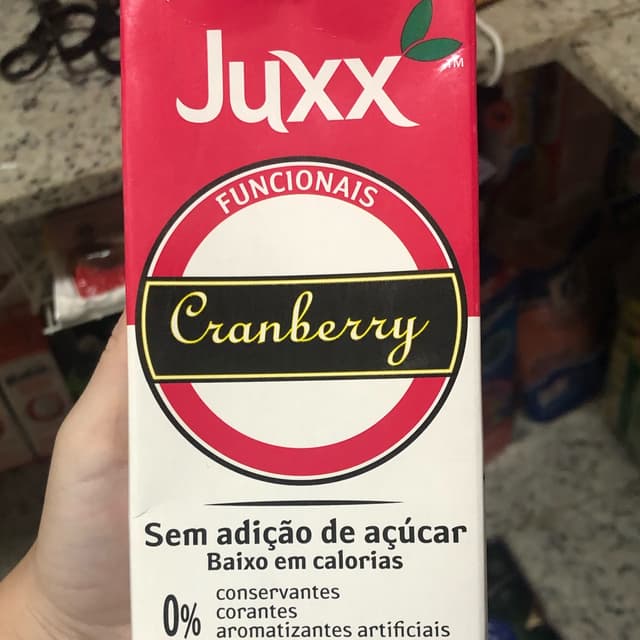 Juxx
TM
FUNCIONAIS
Cranberry
Sem adição de açúcar
Baixo em calorias
0%
conservantes
corantes
aromatizantes artificiais